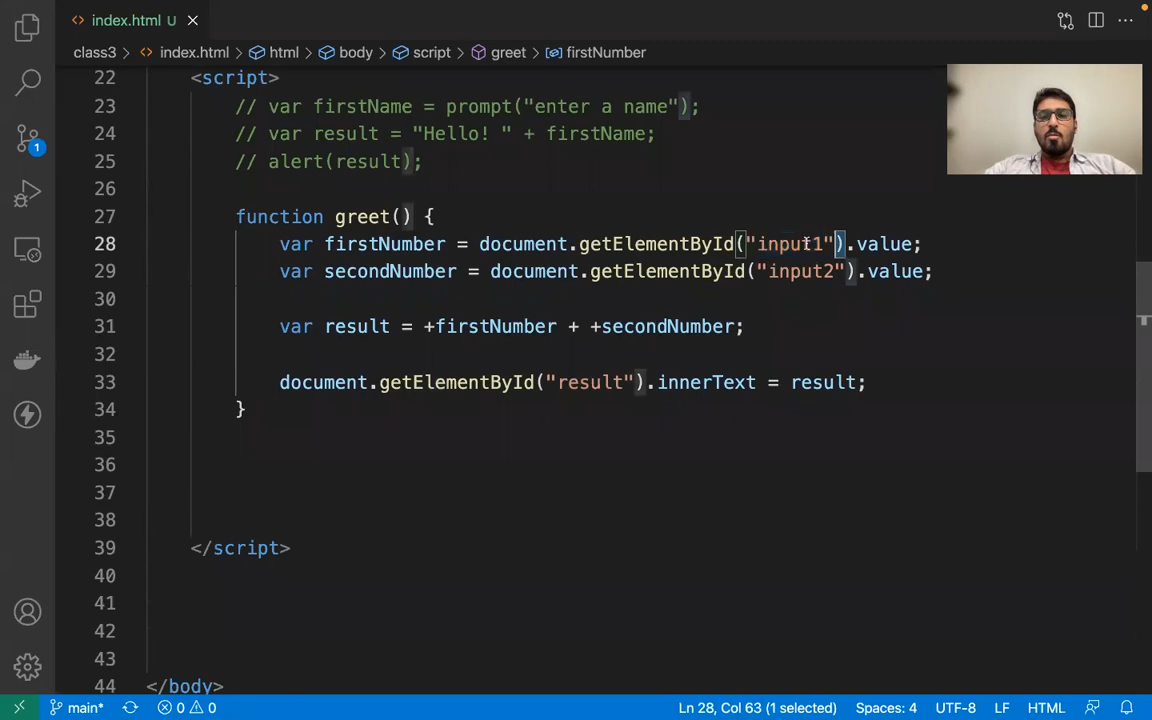 index.html U
class3 > index.html > html > body > script > greet > firstNumber
22 <script>
23 // var firstName = prompt("enter a name");
24 // var result = "Hello! " + firstName;
25 // alert(result);
26
27 function greet() {
28 var firstNumber = document.getElementById("input1").value;
29 var secondNumber = document.getElementById("input2").value;
30
31 var result = +firstNumber + +secondNumber;
32
33 document.getElementById("result").innerText = result;
34 }
35
36
37
38
39 </script>
40
41
42
43
44 </body>
1
main* 0 0 Ln 28, Col 63 (1 selected) Spaces: 4 UTF-8 LF HTML